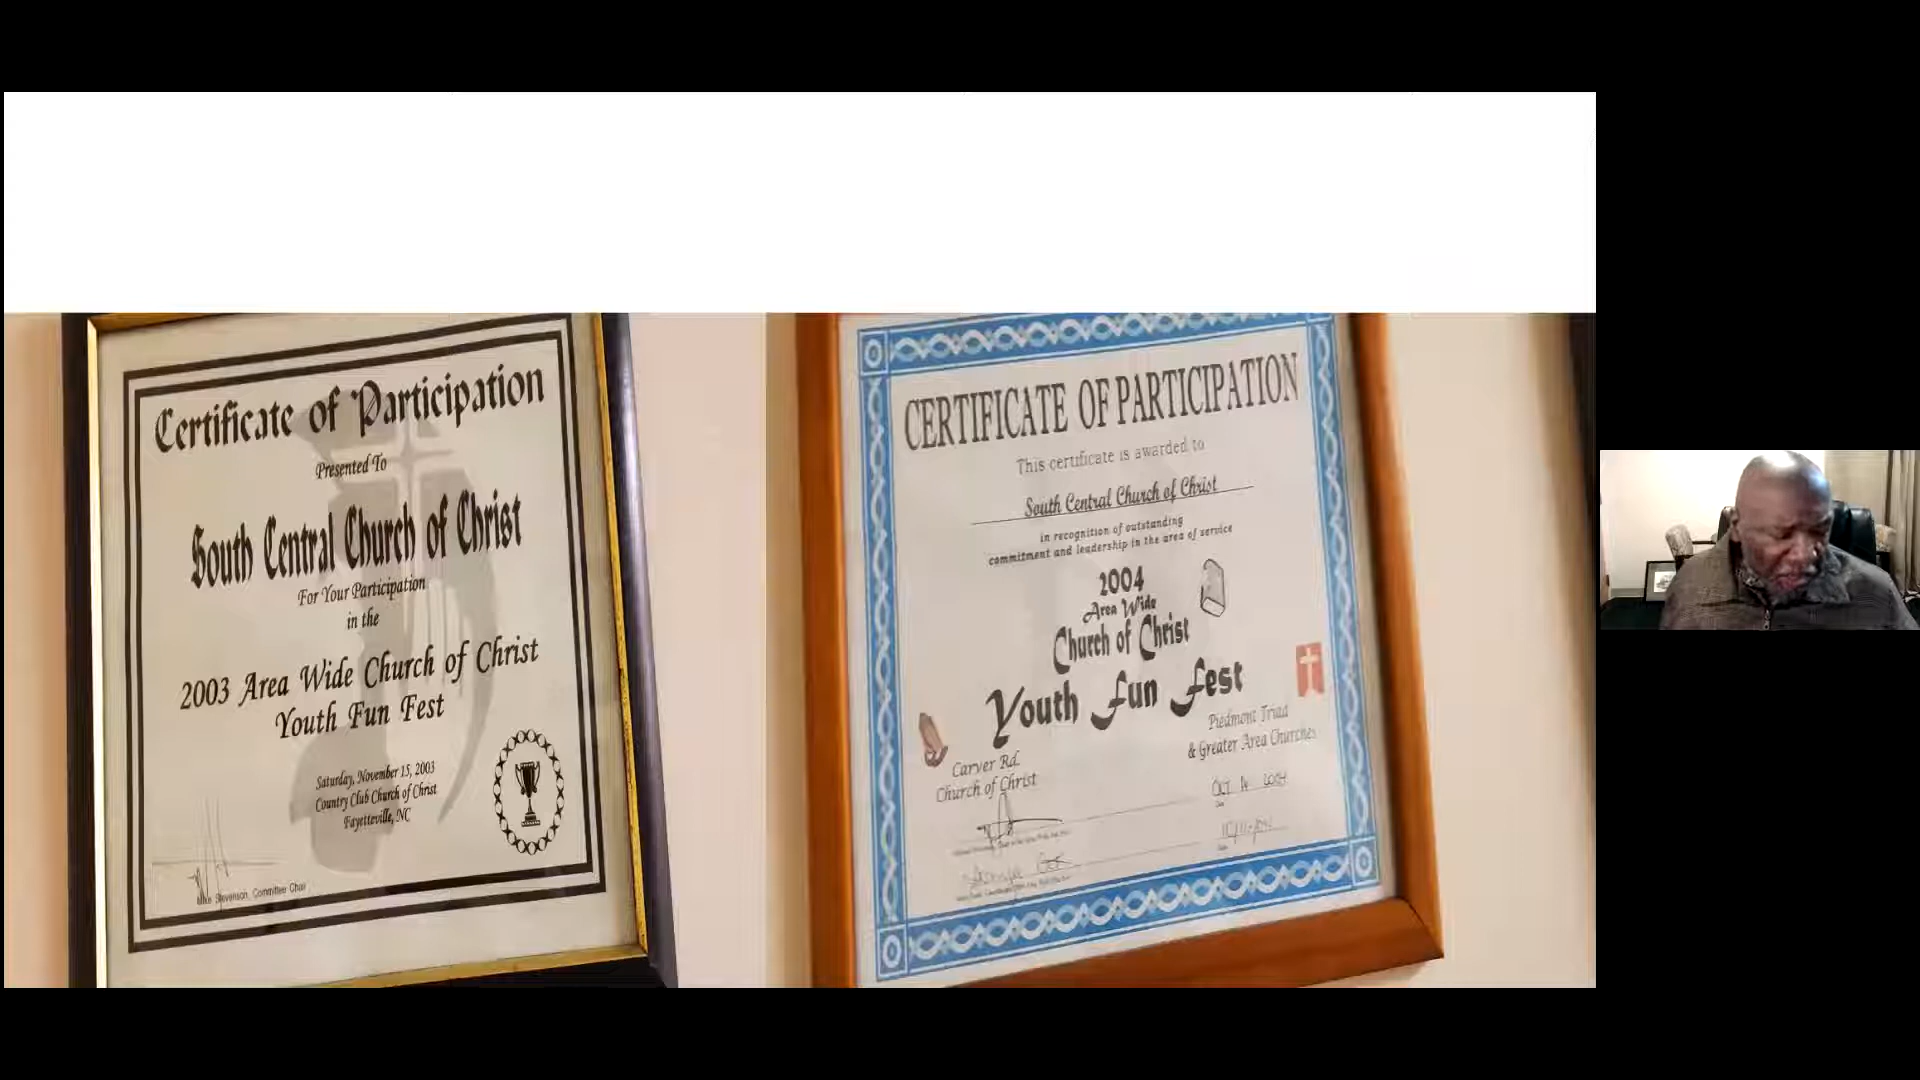 Certificate of Participation
Presented To
South Central Church of Christ
For Your Participation
in the
2003 Area Wide Church of Christ
Youth Fun Fest
Saturday, November 15, 2003
Country Club Church of Christ
Fayetteville, NC
Mike Stevenson, Committee Chair
CERTIFICATE OF PARTICIPATION
This certificate is awarded to
South Central Church of Christ
in recognition of outstanding
commitment and leadership in the area of service
2004
Area Wide
Church of Christ
Youth Fun Fest
Carver Rd.
Church of Christ
Piedmont Triad
& Greater Area Churches
Date
Date